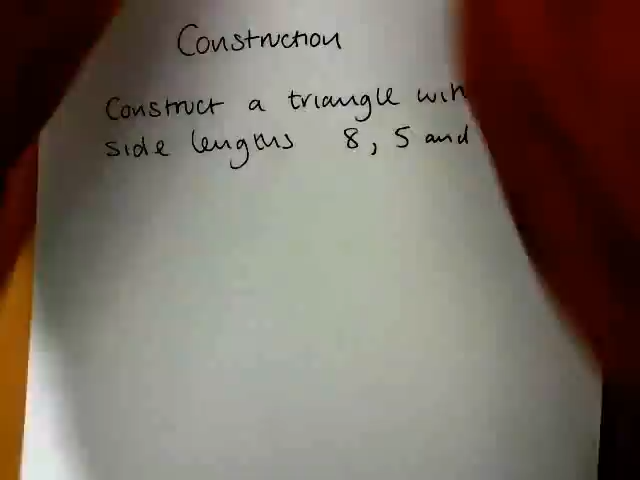 Construction
Construct a triangle with
side lengths 8, 5 and